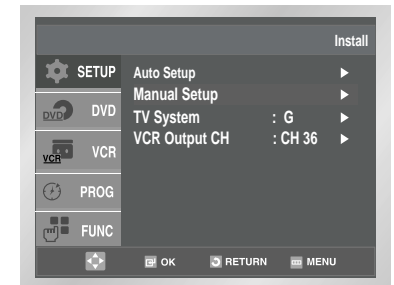 Install
SETUP
DVD DVD
VCR VCR
PROG
FUNC
Auto Setup ►
Manual Setup ►
TV System : G ►
VCR Output CH : CH 36 ►
OK RETURN MENU